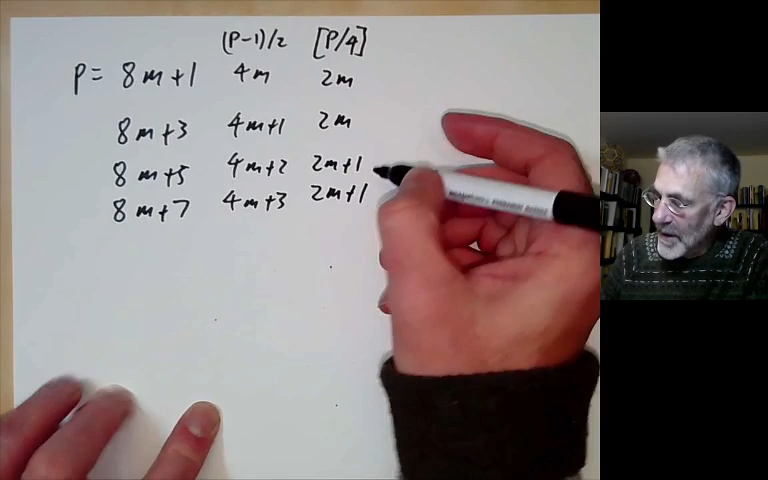 (P-1)/2 [P/4]
P= 8m+1 4m 2m
8m+3 4m+1 2m
8m+5 4m+2 2m+1
8m+7 4m+3 2m+1